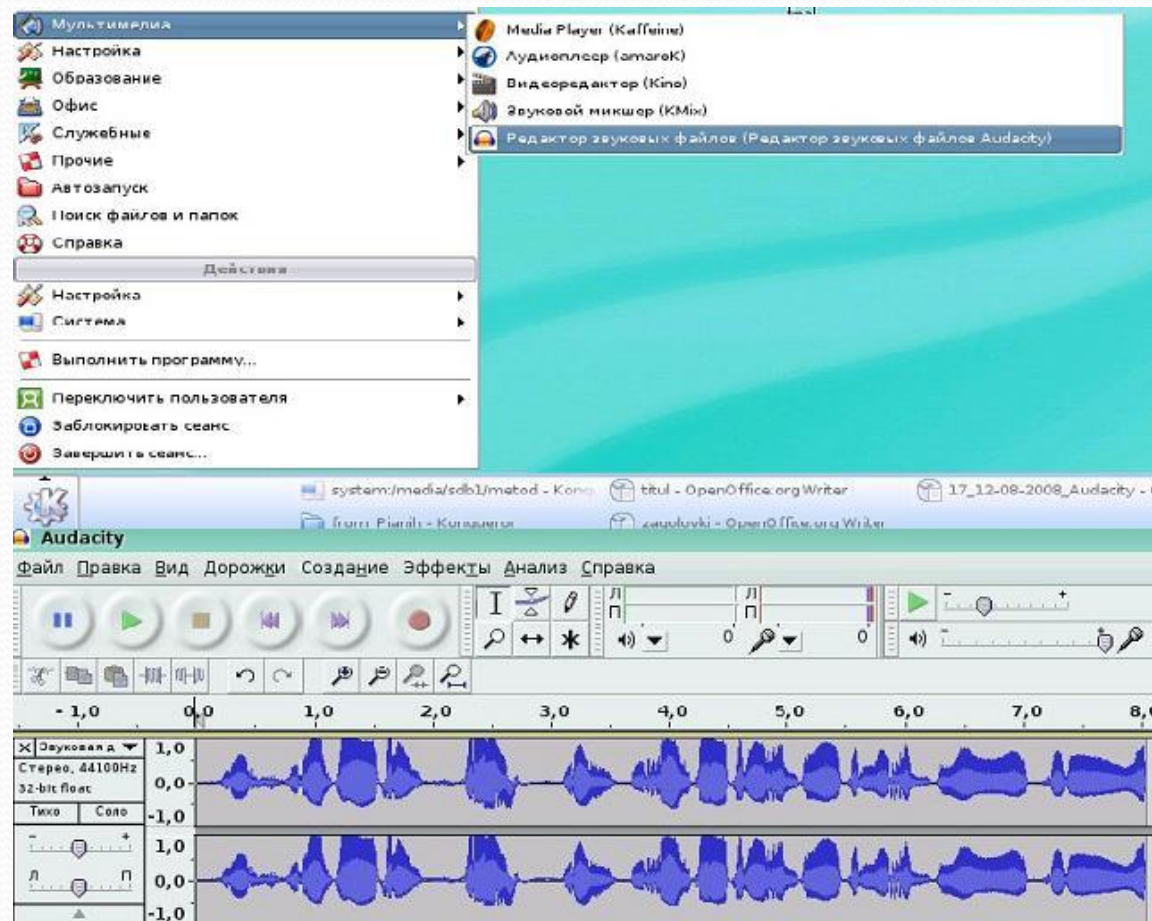 Мультимедиа
Настройка
Образование
Офис
Служебные
Прочие
Автозапуск
Поиск файлов и папок
Справка
Действия
Настройка
Система
Выполнить программу...
Переключить пользователя
Заблокировать сеанс
Завершить сеанс...
Media Player (Kaffeine)
Аудиоплеер (amaroK)
Видеоредактор (Kino)
Звуковой микшер (KMix)
Редактор звуковых файлов (Редактор звуковых файлов Audacity)
system:/media/sdb1/metod - Konq
titul - OpenOffice.org Writer
17_12-08-2008_Audacity -
zagolovki - OpenOffice.org Writer
Audacity
Файл Правка Вид Дорожки Создание Эффекты Анализ Справка
Л Л
П П
0 0
- +
- 1,0 0,0 1,0 2,0 3,0 4,0 5,0 6,0 7,0 8,
Звуковая д
Стерео, 44100Hz
32-bit float
Тихо Соло
- +
Л П
1,0
0,0
-1,0
1,0
0,0
-1,0